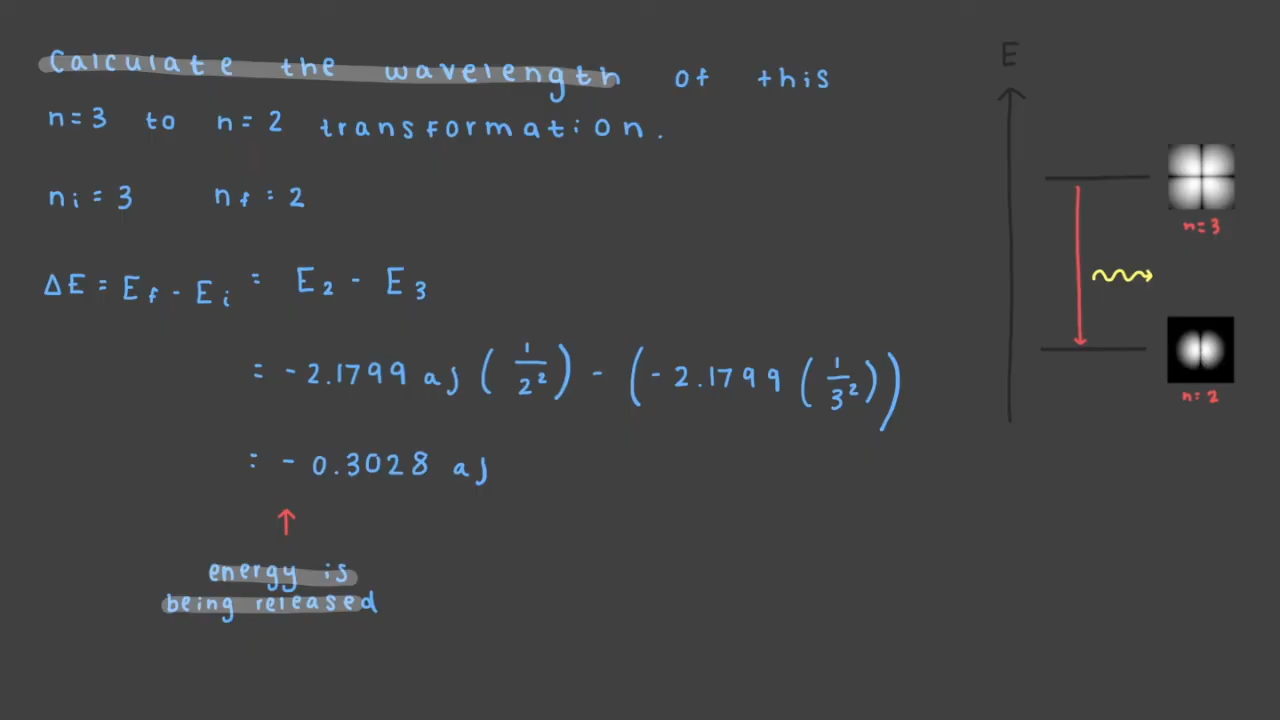 Calculate the wavelength of this
n=3 to n=2 transformation.
ni = 3 nf = 2
ΔE = Ef - Ei = E2 - E3
= -2.1799 aJ (1/2²) - (-2.1799 (1/3²))
= -0.3028 aJ
↑
energy is
being released
E
n=3
n=2